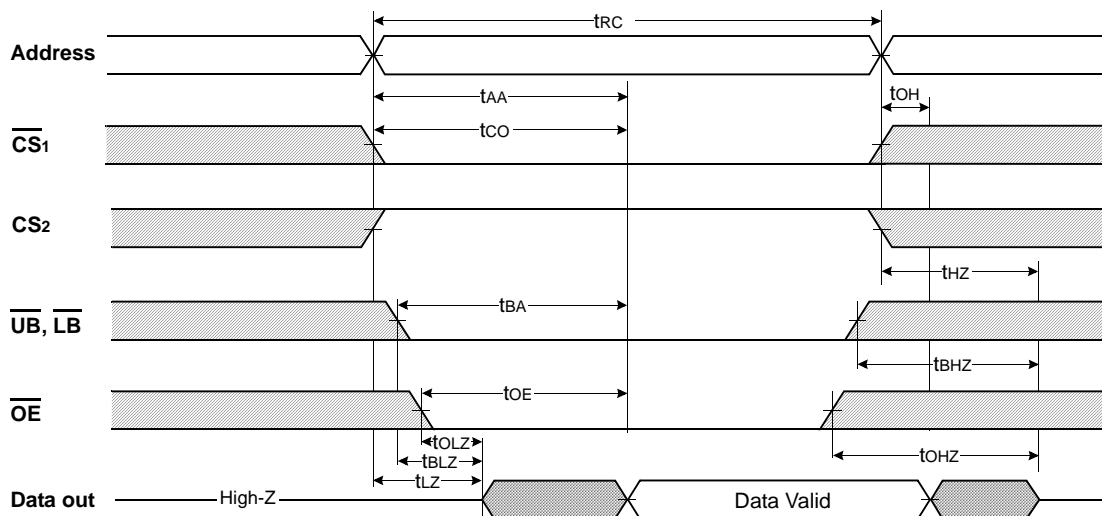 tRC
Address
tAA
tOH
tCO
CS1
CS2
tHZ
tBA
UB, LB
tBHZ
tOE
OE
tOLZ
tBLZ
tOHZ
tLZ
Data out
High-Z
Data Valid